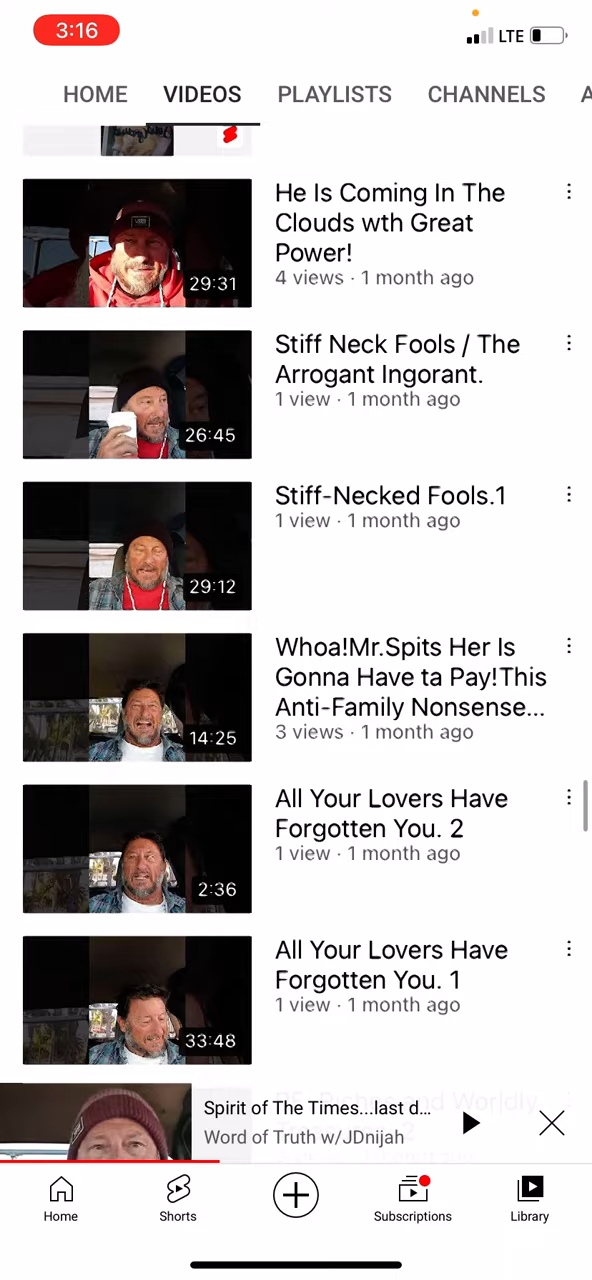 3:16
LTE
HOME VIDEOS PLAYLISTS CHANNELS A
He Is Coming In The
Clouds wth Great
Power!
4 views · 1 month ago
29:31
Stiff Neck Fools / The
Arrogant Ingorant.
1 view · 1 month ago
26:45
Stiff-Necked Fools.1
1 view · 1 month ago
29:12
Whoa!Mr.Spits Her Is
Gonna Have ta Pay!This
Anti-Family Nonsense...
3 views · 1 month ago
14:25
All Your Lovers Have
Forgotten You. 2
1 view · 1 month ago
2:36
All Your Lovers Have
Forgotten You. 1
1 view · 1 month ago
33:48
Riches and Worldly
Spirit of The Times...last d...
Word of Truth w/JDnijah
Home Shorts Subscriptions Library